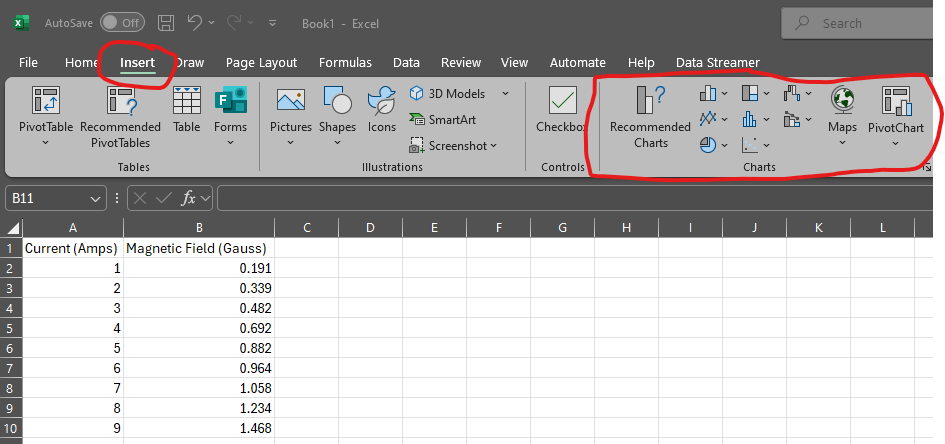 AutoSave Off Book1 - Excel Search
File Home Insert Draw Page Layout Formulas Data Review View Automate Help Data Streamer
PivotTable Recommended PivotTables Table Forms
Tables
Pictures Shapes Icons 3D Models SmartArt Screenshot
Illustrations
Checkbox
Controls
Recommended Charts Maps PivotChart
Charts
B11 fx
A B C D E F G H I J K L
1 Current (Amps) Magnetic Field (Gauss)
2 1 0.191
3 2 0.339
4 3 0.482
5 4 0.692
6 5 0.882
7 6 0.964
8 7 1.058
9 8 1.234
10 9 1.468